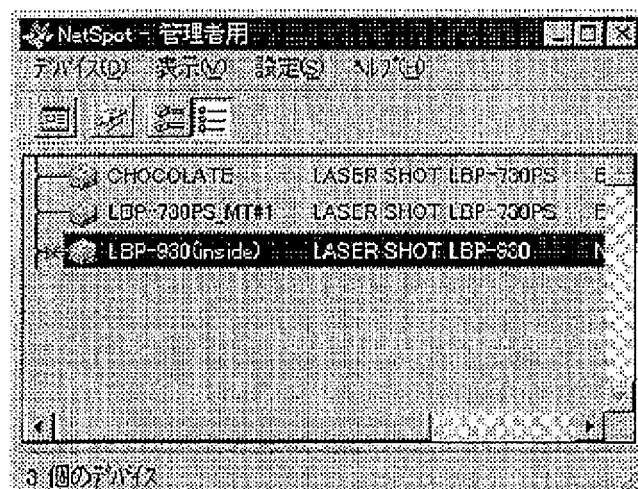 NetSpot - 管理者用
デバイス(D) 表示(V) 設定(S) ヘルプ(H)
CHOCOLATE LASER SHOT LBP-730PS E
LBP-730PS_MT#1 LASER SHOT LBP-730PS E
LBP-930(inside) LASER SHOT LBP-930 N
3 個のデバイス